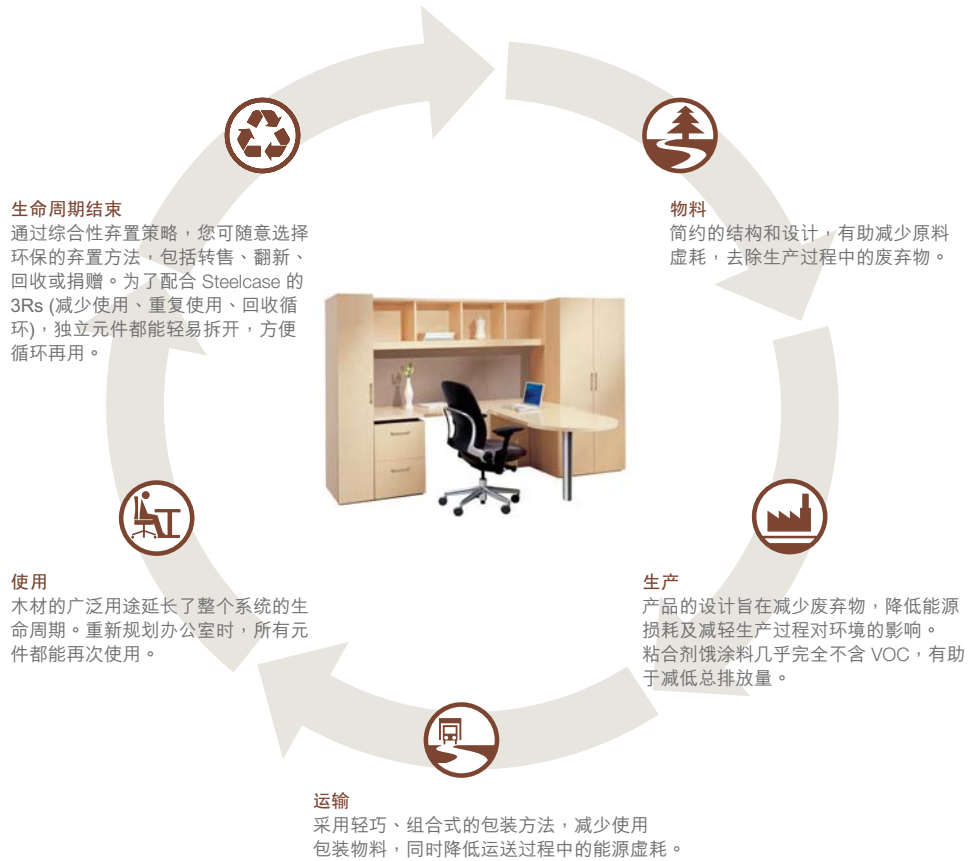 生命周期结束
通过综合性弃置策略，您可随意选择
环保的弃置方法，包括转售、翻新、
回收或捐赠。为了配合 Steelcase 的
3Rs (减少使用、重复使用、回收循
环)，独立元件都能轻易拆开，方便
循环再用。
物料
简约的结构和设计，有助减少原料
虚耗，去除生产过程中的废弃物。
使用
木材的广泛用途延长了整个系统的生
命周期。重新规划办公室时，所有元
件都能再次使用。
生产
产品的设计旨在减少废弃物，降低能源
损耗及减轻生产过程对环境的影响。
粘合剂饿涂料几乎完全不含 VOC，有助
于减低总排放量。
运输
采用轻巧、组合式的包装方法，减少使用
包装物料，同时降低运送过程中的能源虚耗。